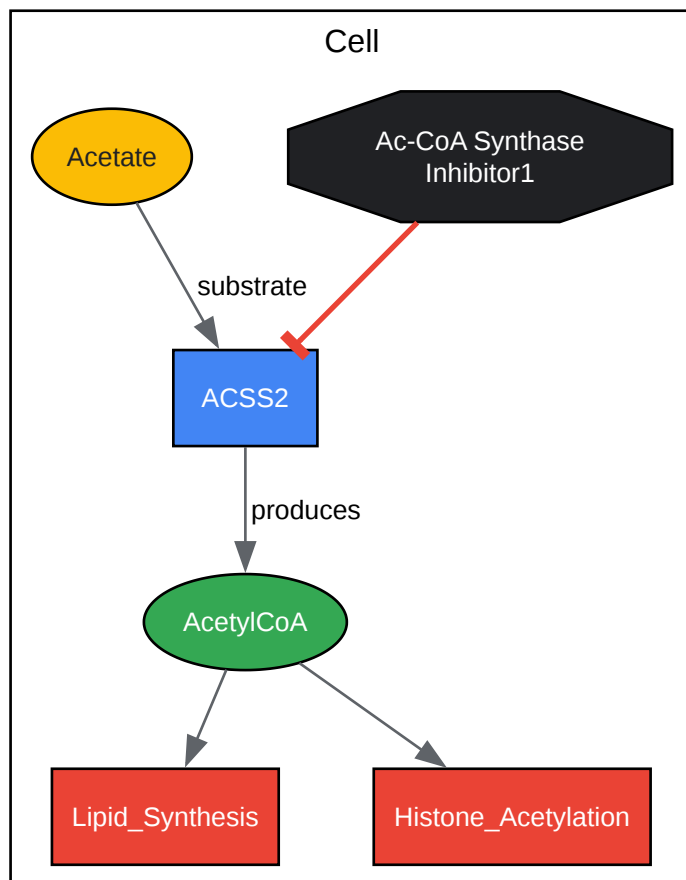 Cell
Acetate
Ac-CoA Synthase
Inhibitor1
substrate
ACSS2
produces
AcetylCoA
Lipid_Synthesis
Histone_Acetylation